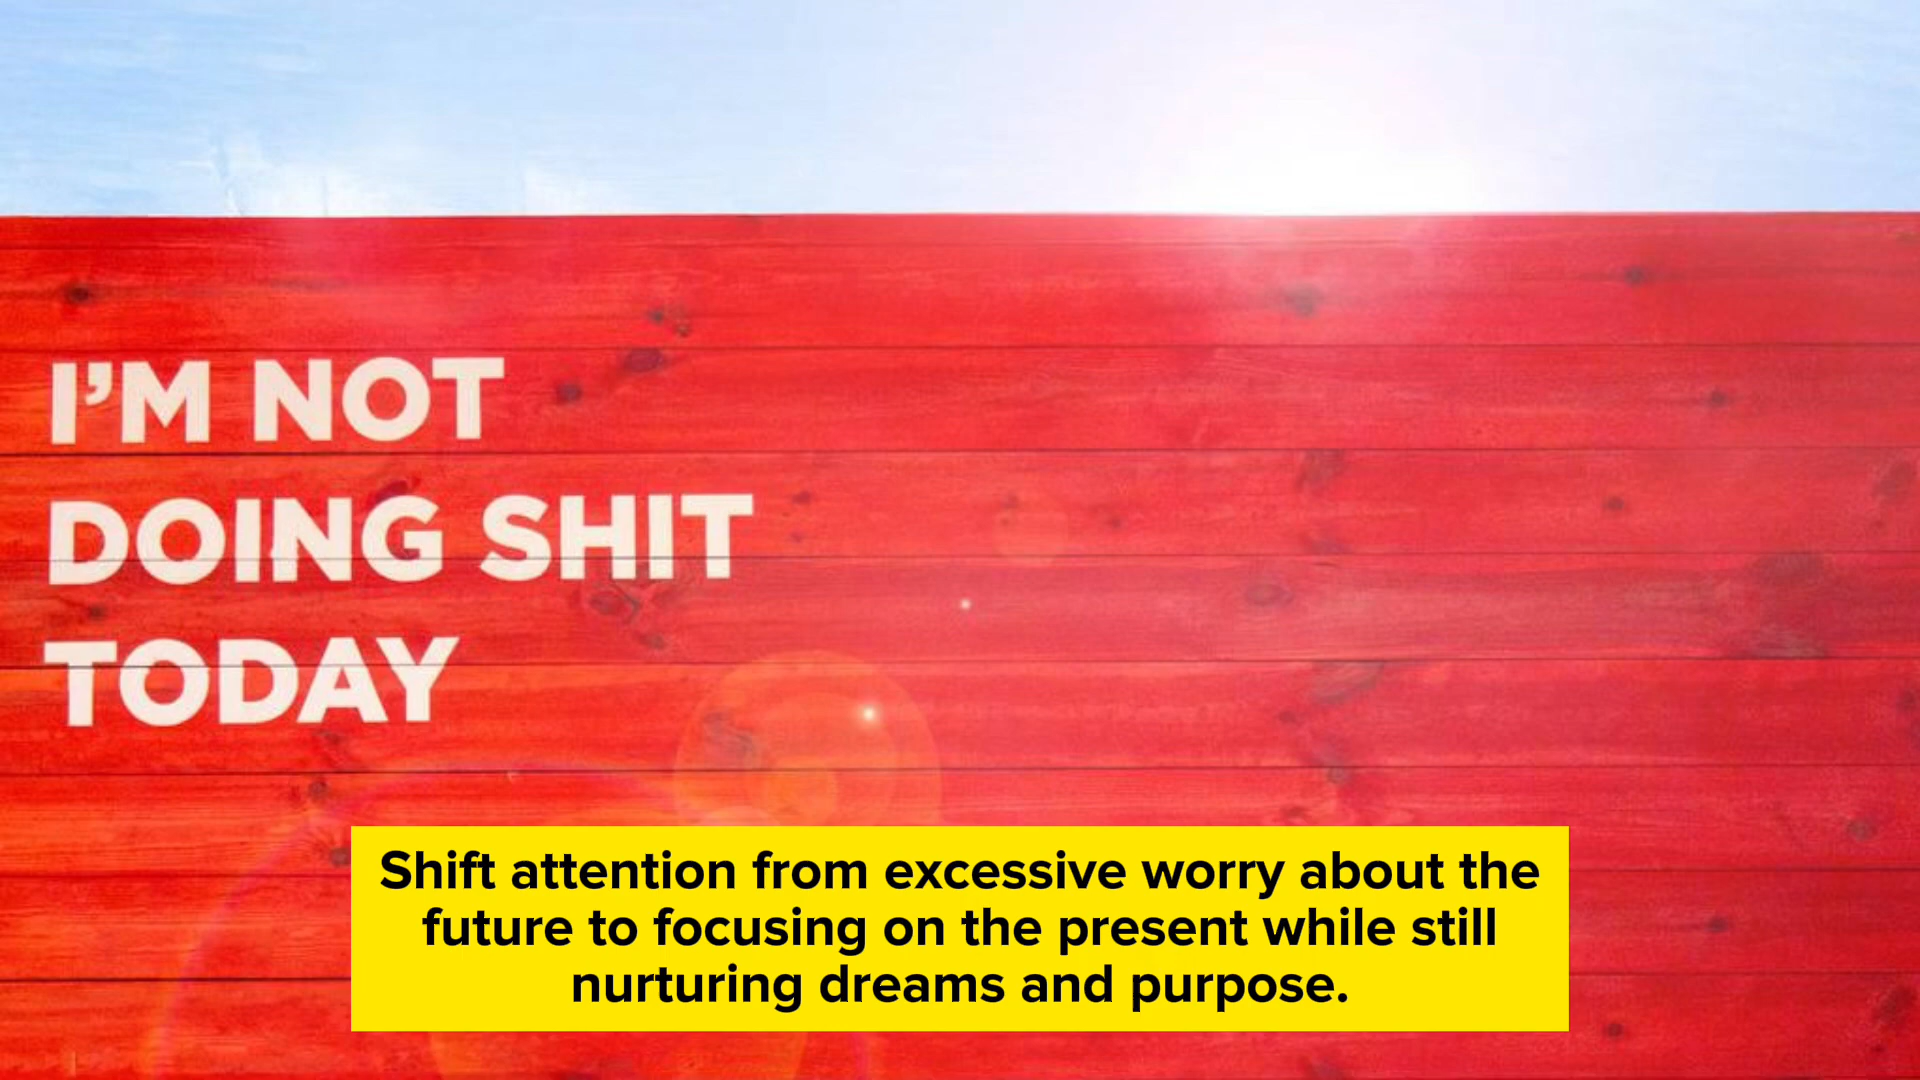 I'M NOT
DOING SHIT
TODAY
Shift attention from excessive worry about the
future to focusing on the present while still
nurturing dreams and purpose.